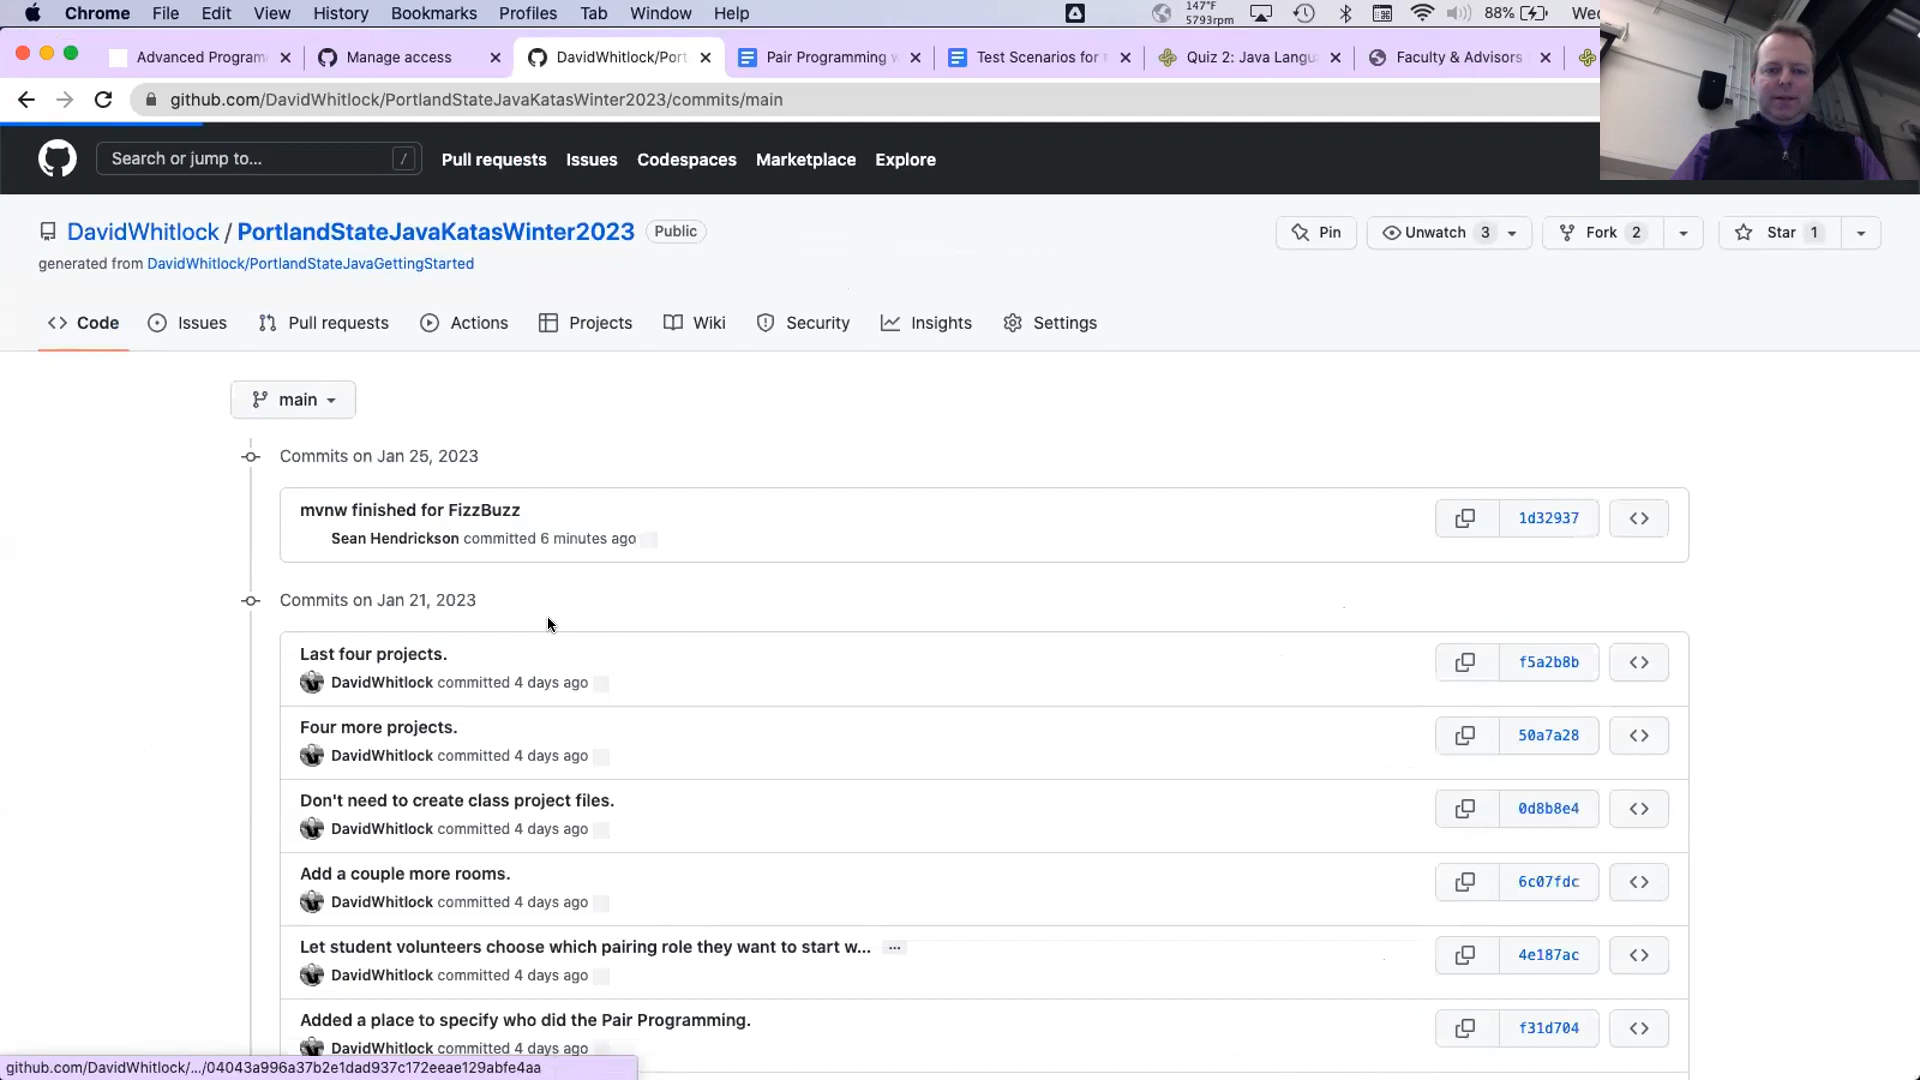 Chrome File Edit View History Bookmarks Profiles Tab Window Help
147°F
5793rpm
88%
We
Advanced Program
Manage access
DavidWhitlock/Port
Pair Programming w
Test Scenarios for
Quiz 2: Java Langu
Faculty & Advisors
github.com/DavidWhitlock/PortlandStateJavaKatasWinter2023/commits/main
Search or jump to... /
Pull requests Issues Codespaces Marketplace Explore
DavidWhitlock / PortlandStateJavaKatasWinter2023 Public
Pin Unwatch 3 Fork 2 Star 1
generated from DavidWhitlock/PortlandStateJavaGettingStarted
<> Code Issues Pull requests Actions Projects Wiki Security Insights Settings
main
Commits on Jan 25, 2023
mvnw finished for FizzBuzz
1d32937 <>
Sean Hendrickson committed 6 minutes ago
Commits on Jan 21, 2023
Last four projects.
f5a2b8b <>
DavidWhitlock committed 4 days ago
Four more projects.
50a7a28 <>
DavidWhitlock committed 4 days ago
Don't need to create class project files.
0d8b8e4 <>
DavidWhitlock committed 4 days ago
Add a couple more rooms.
6c07fdc <>
DavidWhitlock committed 4 days ago
Let student volunteers choose which pairing role they want to start w... ...
4e187ac <>
DavidWhitlock committed 4 days ago
Added a place to specify who did the Pair Programming.
f31d704 <>
DavidWhitlock committed 4 days ago
github.com/DavidWhitlock/.../04043a996a37b2e1dad937c172eeae129abfe4aa